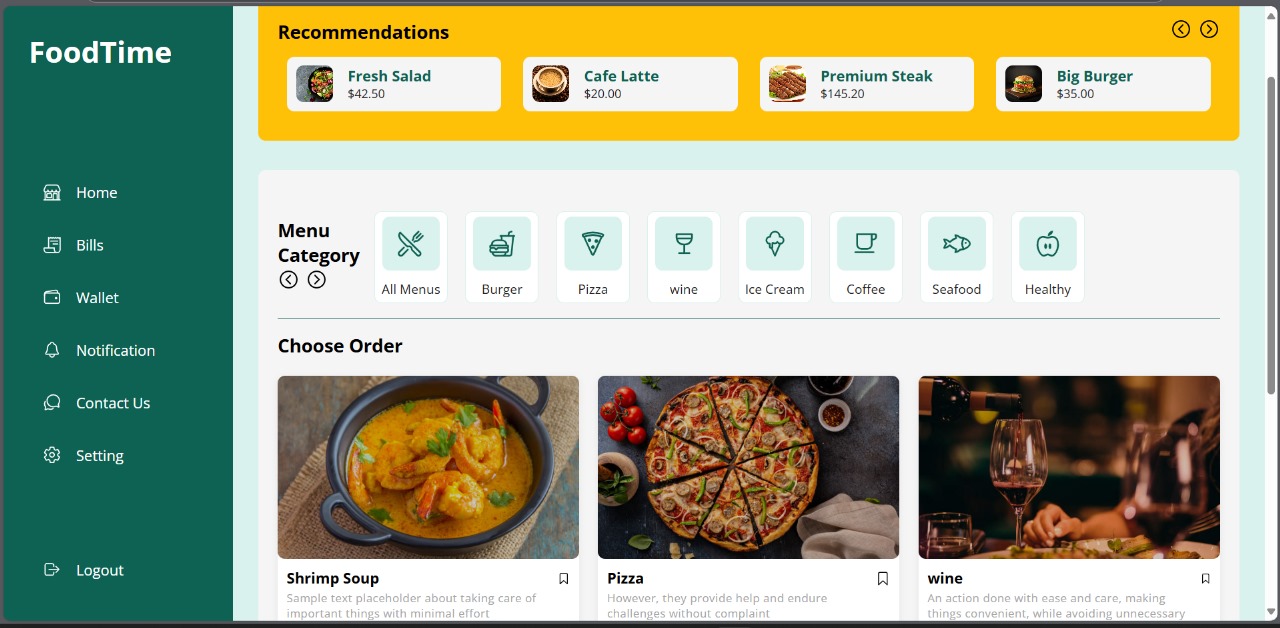 FoodTime
Home
Bills
Wallet
Notification
Contact Us
Setting
Logout
Recommendations
Fresh Salad
$42.50
Cafe Latte
$20.00
Premium Steak
$145.20
Big Burger
$35.00
Menu
Category
All Menus
Burger
Pizza
wine
Ice Cream
Coffee
Seafood
Healthy
Choose Order
Shrimp Soup
Sample text placeholder about taking care of
important things with minimal effort
Pizza
However, they provide help and endure
challenges without complaint
wine
An action done with ease and care, making
things convenient, while avoiding unnecessary